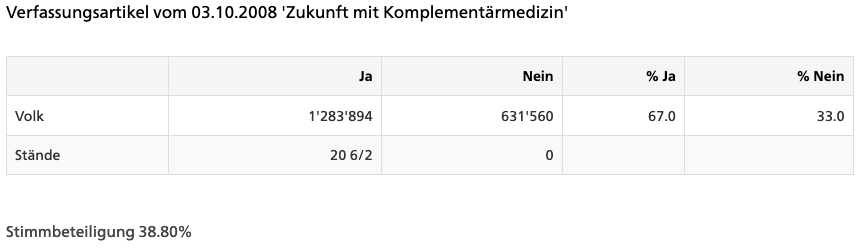 Verfassungsartikel vom 03.10.2008 'Zukunft mit Komplementärmedizin'
Ja Nein % Ja % Nein
Volk 1'283'894 631'560 67.0 33.0
Stände 20 6/2 0
Stimmbeteiligung 38.80%